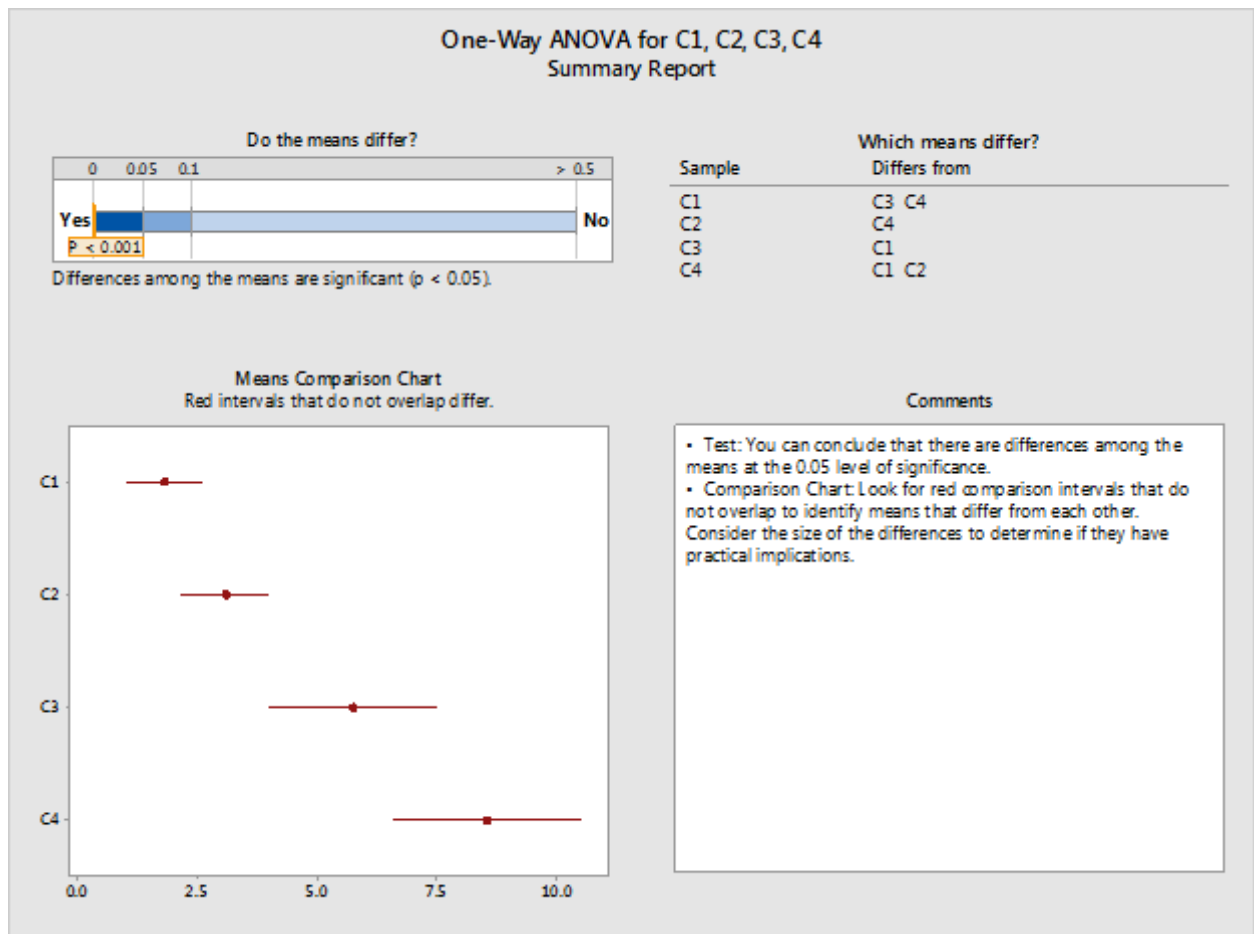 One-Way ANOVA for C1, C2, C3, C4
Summary Report
Do the means differ?
0 0.05 0.1 > 0.5
Yes No
P < 0.001
Differences among the means are significant (p < 0.05).
Which means differ?
Sample Differs from
C1 C3 C4
C2 C4
C3 C1
C4 C1 C2
Means Comparison Chart
Red intervals that do not overlap differ.
C1
C2
C3
C4
0.0 2.5 5.0 7.5 10.0
Comments
• Test: You can conclude that there are differences among the
means at the 0.05 level of significance.
• Comparison Chart: Look for red comparison intervals that do
not overlap to identify means that differ from each other.
Consider the size of the differences to determine if they have
practical implications.